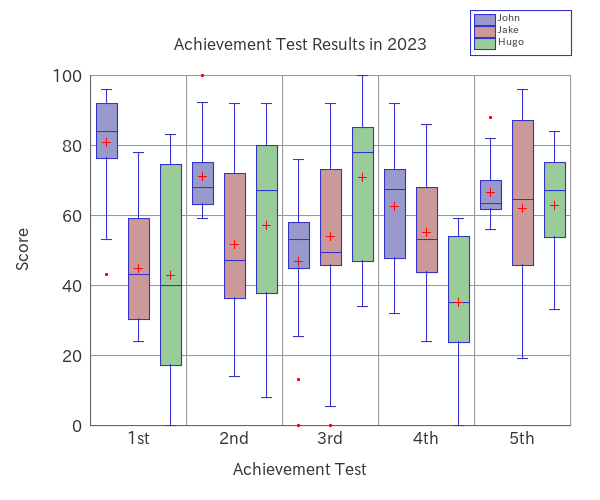 John
Jake
Hugo
Achievement Test Results in 2023
100
80
60
40
20
0
Score
1st 2nd 3rd 4th 5th
Achievement Test